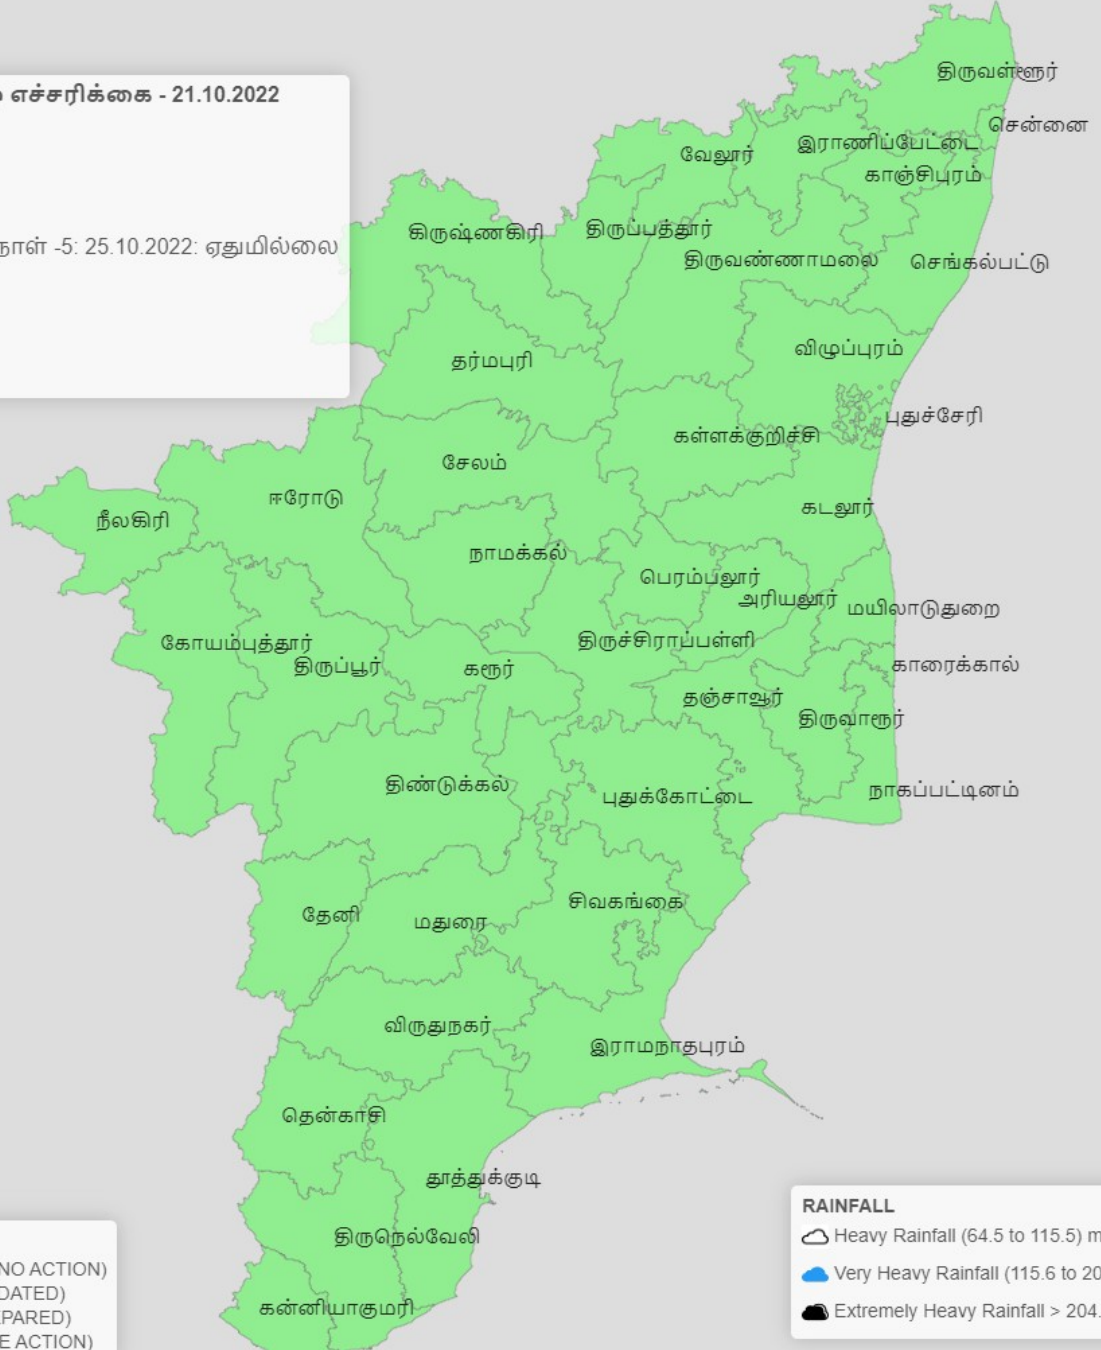 எச்சரிக்கை - 21.10.2022
நாள் -5: 25.10.2022: ஏதுமில்லை
திருவள்ளூர்
சென்னை
இராணிப்பேட்டை
வேலூர்
காஞ்சிபுரம்
கிருஷ்ணகிரி
திருப்பத்தூர்
திருவண்ணாமலை
செங்கல்பட்டு
விழுப்புரம்
தர்மபுரி
புதுச்சேரி
கள்ளக்குறிச்சி
சேலம்
ஈரோடு
கடலூர்
நீலகிரி
நாமக்கல்
பெரம்பலூர்
அரியலூர்
மயிலாடுதுறை
கோயம்புத்தூர்
திருச்சிராப்பள்ளி
திருப்பூர்
கரூர்
காரைக்கால்
தஞ்சாவூர்
திருவாரூர்
திண்டுக்கல்
புதுக்கோட்டை
நாகப்பட்டினம்
சிவகங்கை
தேனி
மதுரை
விருதுநகர்
இராமநாதபுரம்
தென்காசி
தூத்துக்குடி
திருநெல்வேலி
கன்னியாகுமரி
NO ACTION)
DATED)
PARED)
E ACTION)
RAINFALL
Heavy Rainfall (64.5 to 115.5) m
Very Heavy Rainfall (115.6 to 20
Extremely Heavy Rainfall > 204.